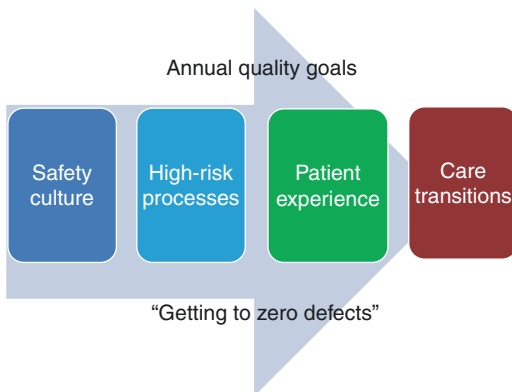 Annual quality goals
Safety
culture
High-risk
processes
Patient
experience
Care
transitions
“Getting to zero defects”